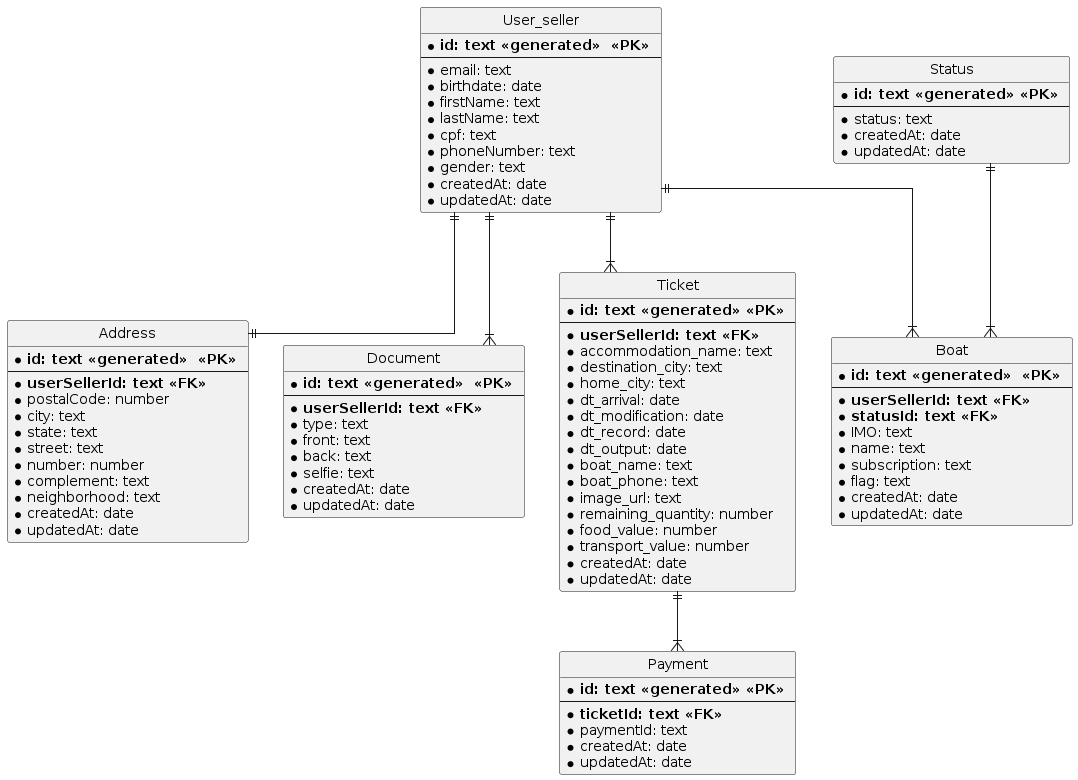 User_seller
id: text «generated» «PK»
email: text
birthdate: date
firstName: text
lastName: text
cpf: text
phoneNumber: text
gender: text
createdAt: date
updatedAt: date
Status
id: text «generated» «PK»
status: text
createdAt: date
updatedAt: date
Address
id: text «generated» «PK»
userSellerId: text «FK»
postalCode: number
city: text
state: text
street: text
number: number
complement: text
neighborhood: text
createdAt: date
updatedAt: date
Document
id: text «generated» «PK»
userSellerId: text «FK»
type: text
front: text
back: text
selfie: text
createdAt: date
updatedAt: date
Ticket
id: text «generated» «PK»
userSellerId: text «FK»
accommodation_name: text
destination_city: text
home_city: text
dt_arrival: date
dt_modification: date
dt_record: date
dt_output: date
boat_name: text
boat_phone: text
image_url: text
remaining_quantity: number
food_value: number
transport_value: number
createdAt: date
updatedAt: date
Boat
id: text «generated» «PK»
userSellerId: text «FK»
statusId: text «FK»
IMO: text
name: text
subscription: text
flag: text
createdAt: date
updatedAt: date
Payment
id: text «generated» «PK»
ticketId: text «FK»
paymentId: text
createdAt: date
updatedAt: date